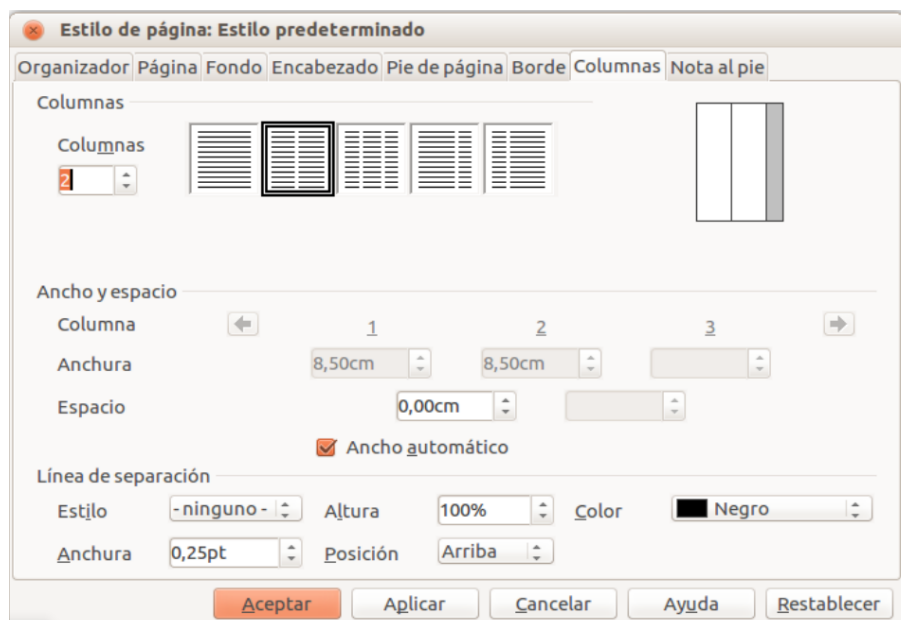 Estilo de página: Estilo predeterminado
Organizador Página Fondo Encabezado Pie de página Borde Columnas Nota al pie
Columnas
Columnas
2
Ancho y espacio
Columna 1 2 3
Anchura 8,50cm 8,50cm
Espacio 0,00cm
Ancho automático
Línea de separación
Estilo - ninguno - Altura 100% Color Negro
Anchura 0,25pt Posición Arriba
Aceptar Aplicar Cancelar Ayuda Restablecer